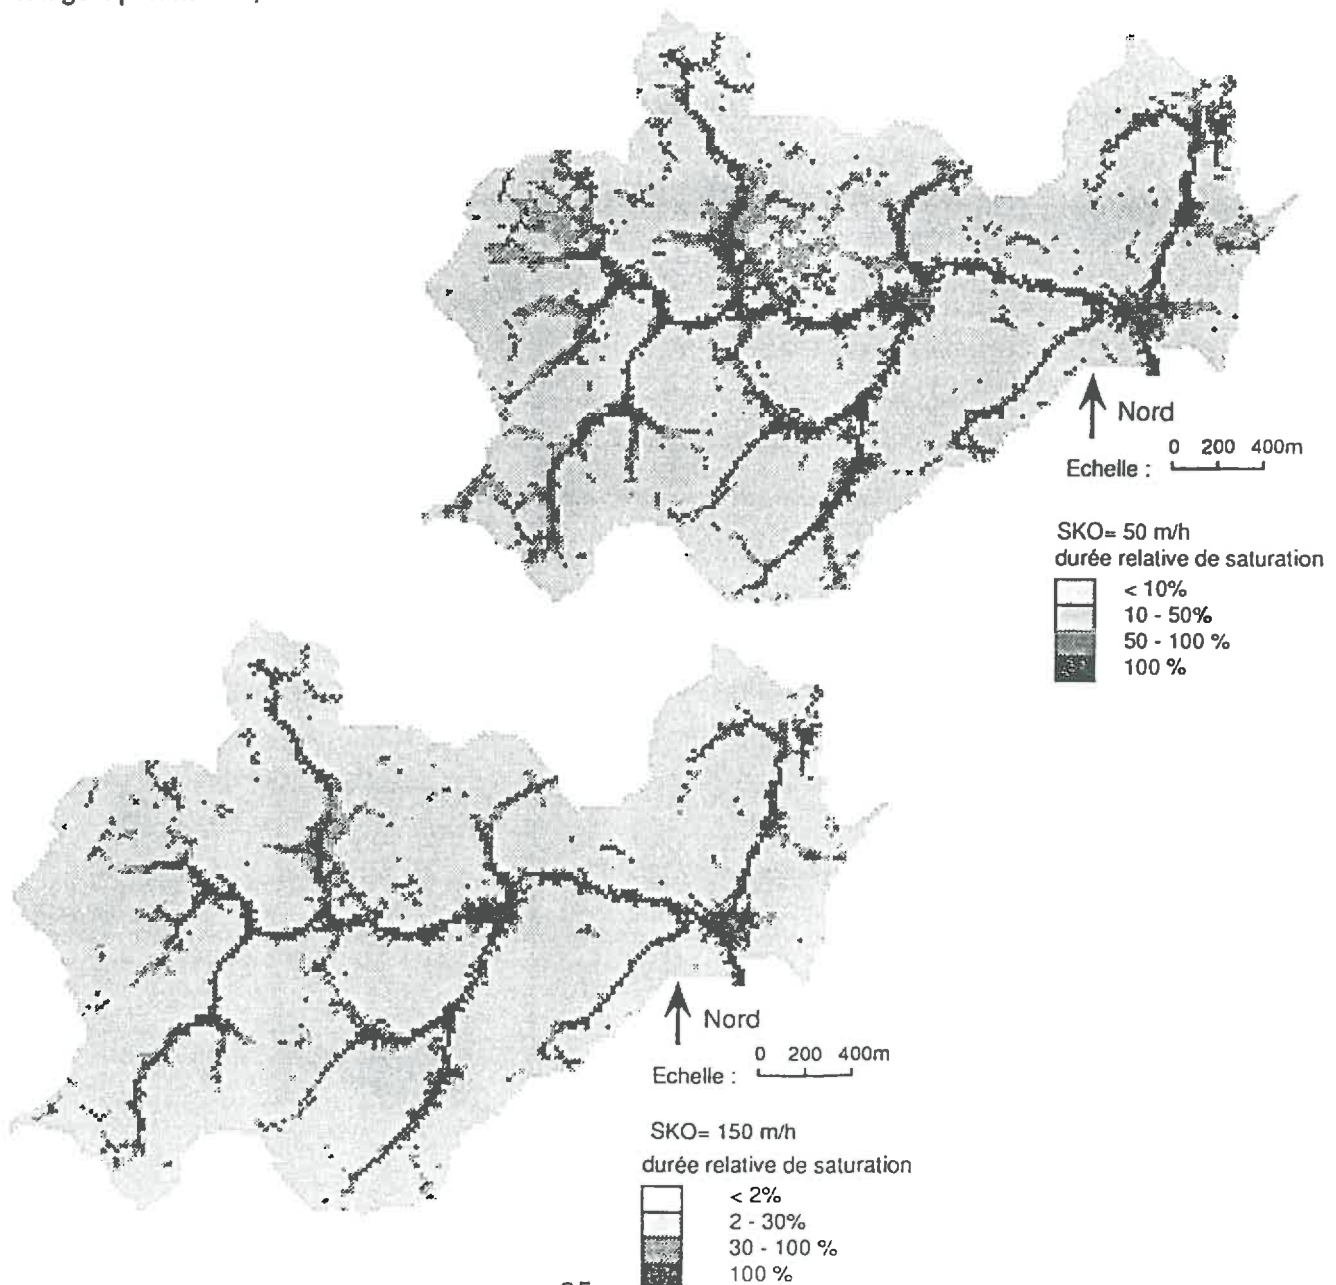 Nord
0 200 400m
Echelle :
SKO= 50 m/h
durée relative de saturation
< 10%
10 - 50%
50 - 100 %
100 %
Nord
0 200 400m
Echelle :
SKO= 150 m/h
durée relative de saturation
< 2%
2 - 30%
30 - 100 %
100 %